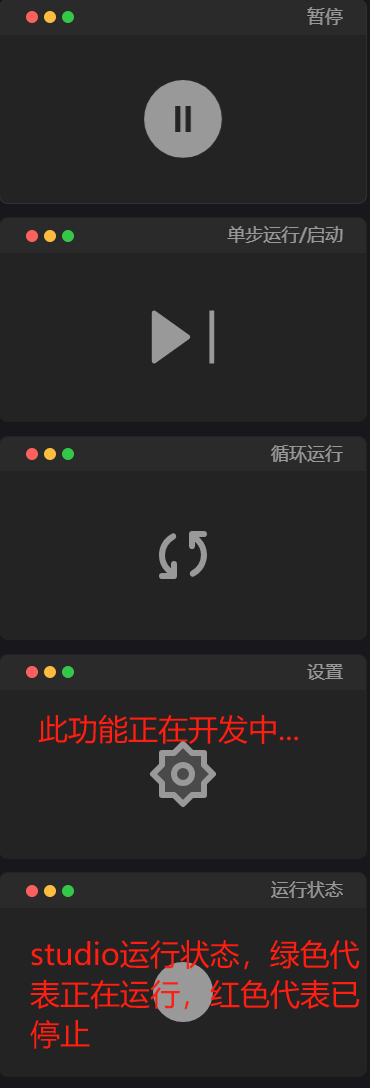 暂停
单步运行/启动
循环运行
设置
此功能正在开发中...
运行状态
studio运行状态，绿色代
表正在运行，红色代表已
停止